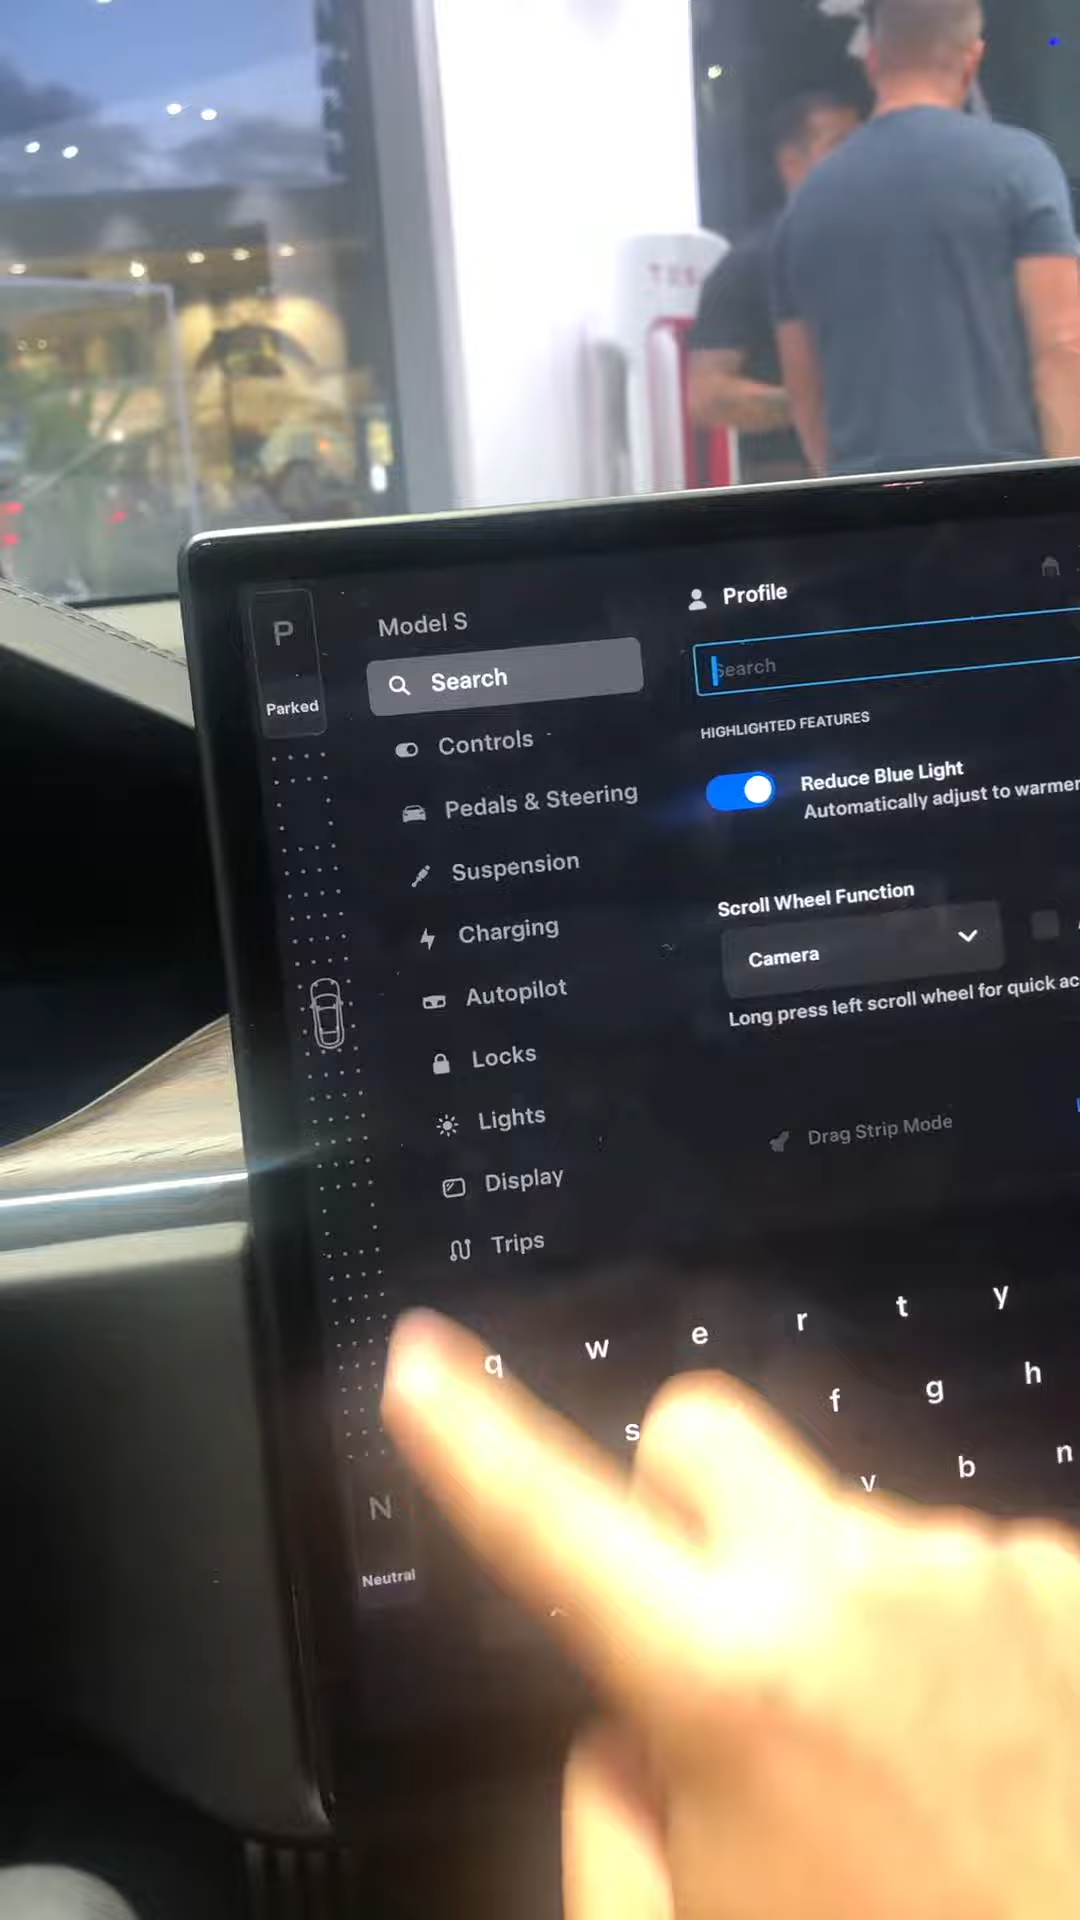 P
Parked
Model S
Profile
Search
Search
Controls
HIGHLIGHTED FEATURES
Pedals & Steering
Reduce Blue Light
Automatically adjust to warmer
Suspension
Scroll Wheel Function
Charging
Camera
Autopilot
Long press left scroll wheel for quick ac
Locks
Lights
Drag Strip Mode
Display
Trips
q w e r t y
s f g h
v b n
N
Neutral